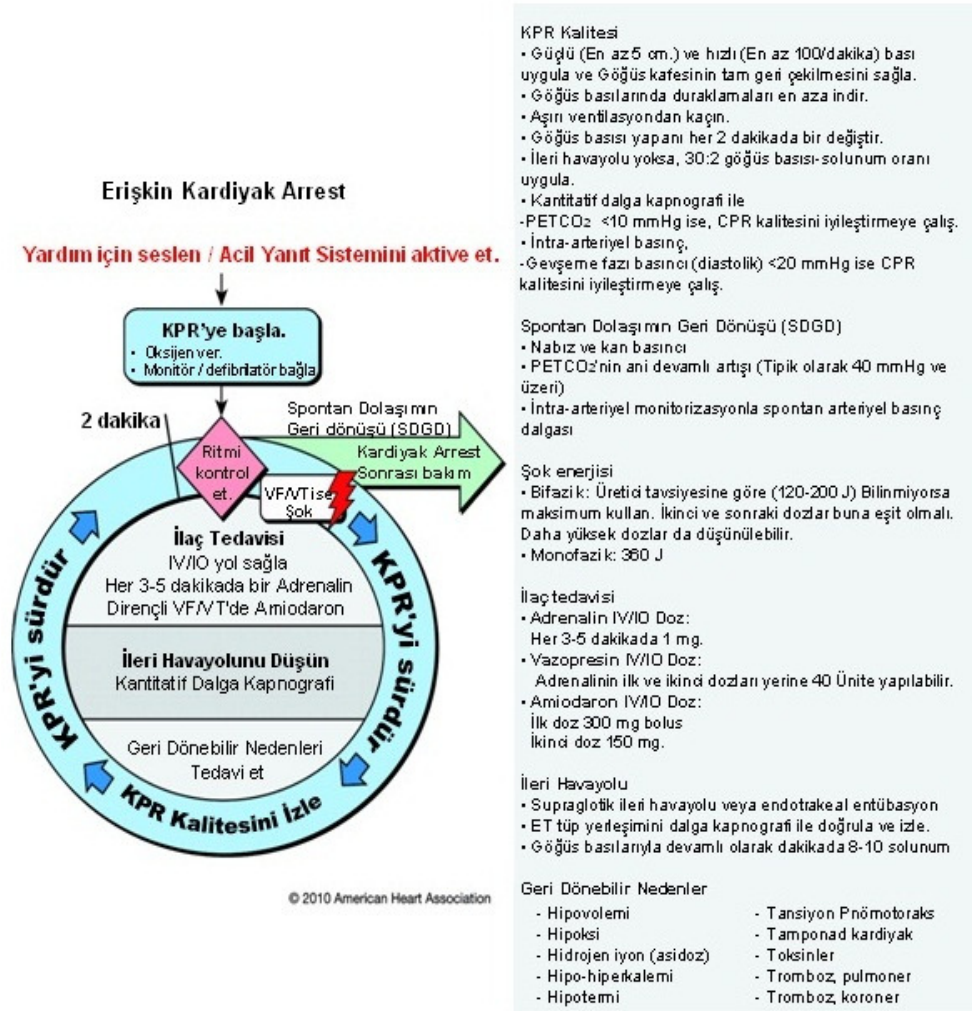 Erişkin Kardiyak Arrest
Yardım için seslen / Acil Yanıt Sistemini aktive et.
KPR'ye başla.
• Oksijen ver.
• Monitör / defibrilatör bağla
2 dakika
Ritmi
kontrol
et.
Spontan Dolaşımın
Geri dönüşü (SDGD)
Kardiyak Arrest
Sonrası bakım
VF/VT ise
Şok
İlaç Tedavisi
IV/IO yol sağla
Her 3-5 dakikada bir Adrenalin
Dirençli VF/VT'de Amiodaron
İleri Havayolunu Düşün
Kantitatif Dalga Kapnografi
Geri Dönebilir Nedenleri
Tedavi et
KPR'yi sürdür
KPR'yi sürdür
KPR Kalitesini İzle
© 2010 American Heart Association
KPR Kalitesi
• Güçlü (En az 5 cm.) ve hızlı (En az 100/dakika) bası
uygula ve Göğüs kafesinin tam geri çekilmesini sağla.
• Göğüs basılarında duraklamaları en aza indir.
• Aşırı ventilasyondan kaçın.
• Göğüs basısı yapanı her 2 dakikada bir değiştir.
• İleri havayolu yoksa, 30:2 göğüs basısı-solunum oranı
uygula.
• Kantitatif dalga kapnografi ile
-PETCO₂ <10 mmHg ise, CPR kalitesini iyileştirmeye çalış.
• İntra-arteriyel basınç,
-Gevşeme fazı basıncı (diastolik) <20 mmHg ise CPR
kalitesini iyileştirmeye çalış.
Spontan Dolaşımın Geri Dönüşü (SDGD)
• Nabız ve kan basıncı
• PETCO₂'nin ani devamlı artışı (Tipik olarak 40 mmHg ve
üzeri)
• İntra-arteriyel monitorizasyonla spontan arteriyel basınç
dalgası
Şok enerjisi
• Bifazik: Üretici tavsiyesine göre (120-200 J) Bilinmiyorsa
maksimum kullan. İkinci ve sonraki dozlar buna eşit olmalı.
Daha yüksek dozlar da düşünülebilir.
• Monofazik: 360 J
İlaç tedavisi
• Adrenalin IV/IO Doz:
Her 3-5 dakikada 1 mg.
• Vazopresin IV/IO Doz:
Adrenalinin ilk ve ikinci dozları yerine 40 Ünite yapılabilir.
• Amiodaron IV/IO Doz:
İlk doz 300 mg bolus
İkinci doz 150 mg.
İleri Havayolu
• Supraglotik ileri havayolu veya endotrakeal entübasyon
• ET tüp yerleşimini dalga kapnografi ile doğrula ve izle.
• Göğüs basılarıyla devamlı olarak dakikada 8-10 solunum
Geri Dönebilir Nedenler
- Hipovolemi
- Hipoksi
- Hidrojen iyon (asidoz)
- Hipo-hiperkalemi
- Hipotermi
- Tansiyon Pnömotoraks
- Tamponad kardiyak
- Toksinler
- Tromboz, pulmoner
- Tromboz, koroner